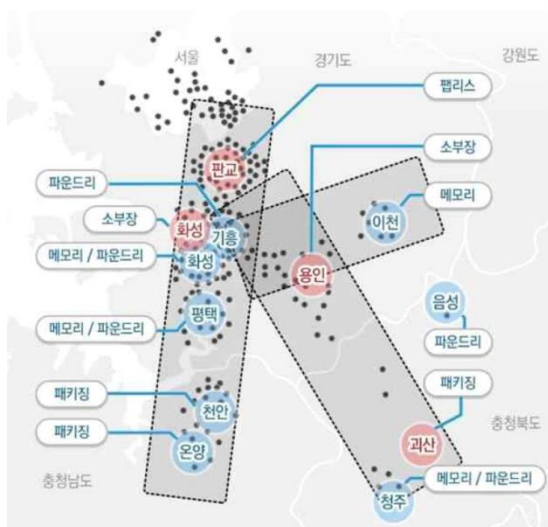 서울
경기도
강원도
팹리스
판교
소부장
파운드리
메모리
소부장
화성
기흥
이천
메모리 / 파운드리
화성
용인
음성
평택
메모리 / 파운드리
파운드리
패키징
패키징
천안
패키징
괴산
충청북도
온양
충청남도
메모리 / 파운드리
청주